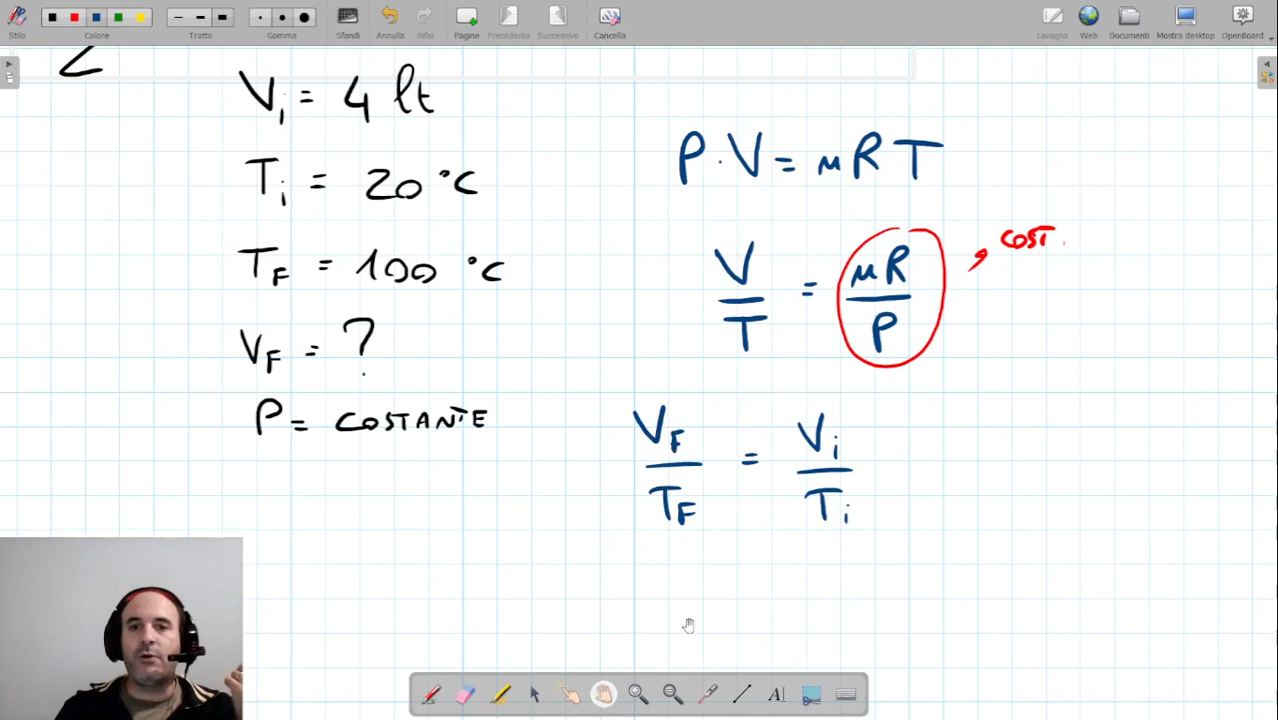 Stilo
Colore
Tratto
Gomma
Sfondi
Annulla
Rifai
Pagine
Precedente
Successivo
Cancella
Lavagna
Web
Documenti
Mostra desktop
OpenBoard
2
Vi = 4 lt
Ti = 20 °C
TF = 100 °C
VF = ?
P = COSTANTE
P · V = nRT
V/T = nR/P
COST.
VF/TF = Vi/Ti